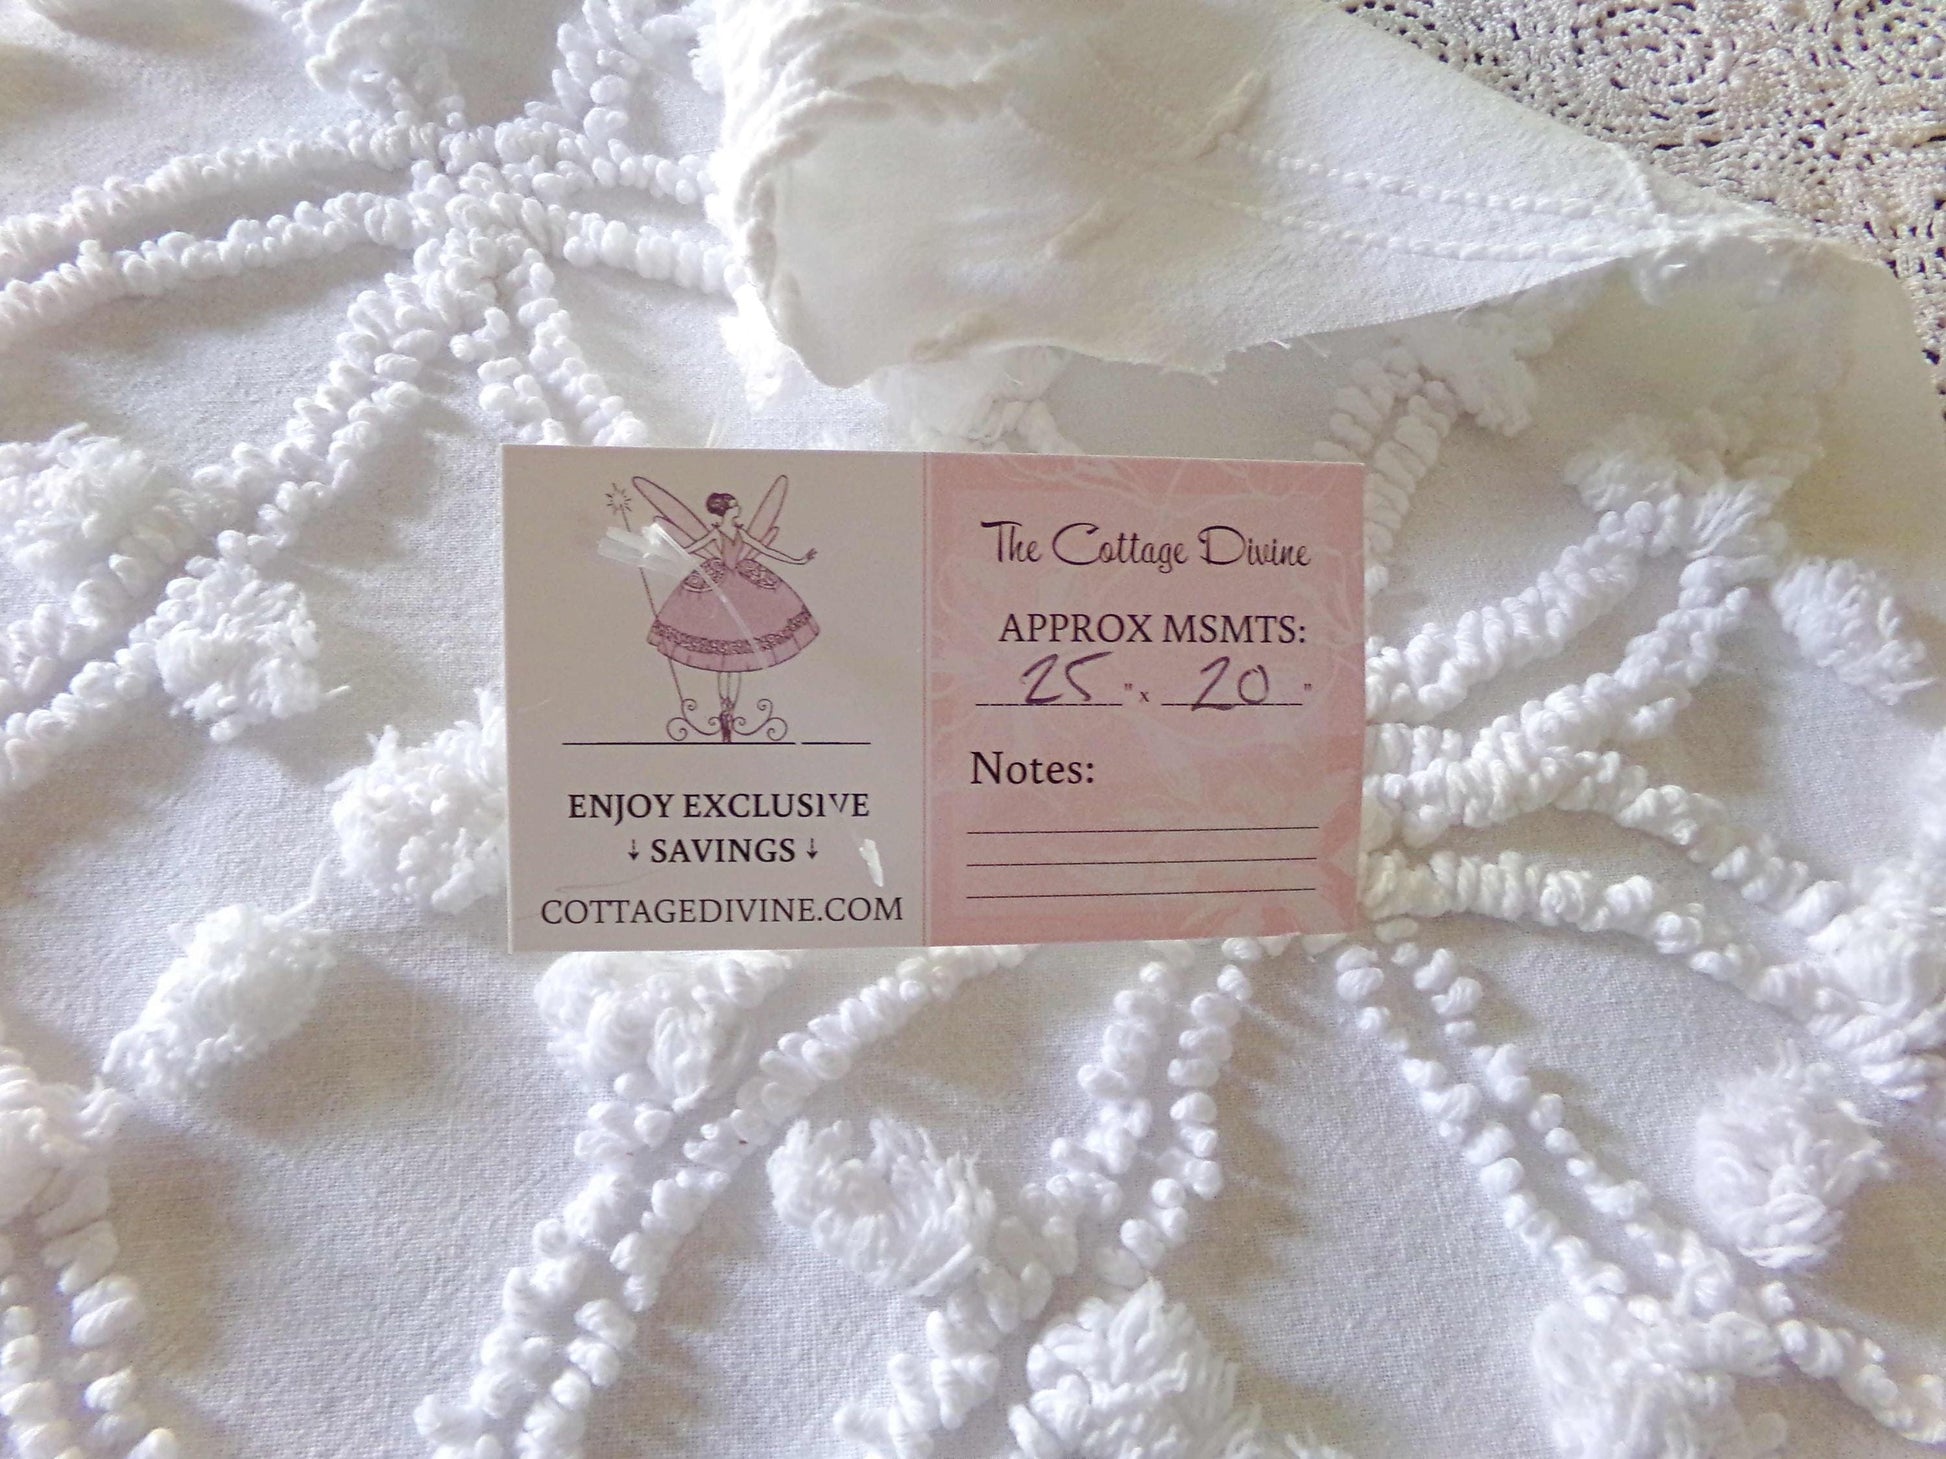 ENJOY EXCLUSIVE
↓ SAVINGS ↓
COTTAGEDIVINE.COM
The Cottage Divine
APPROX MSMTS:
25 " x 20 "
Notes: